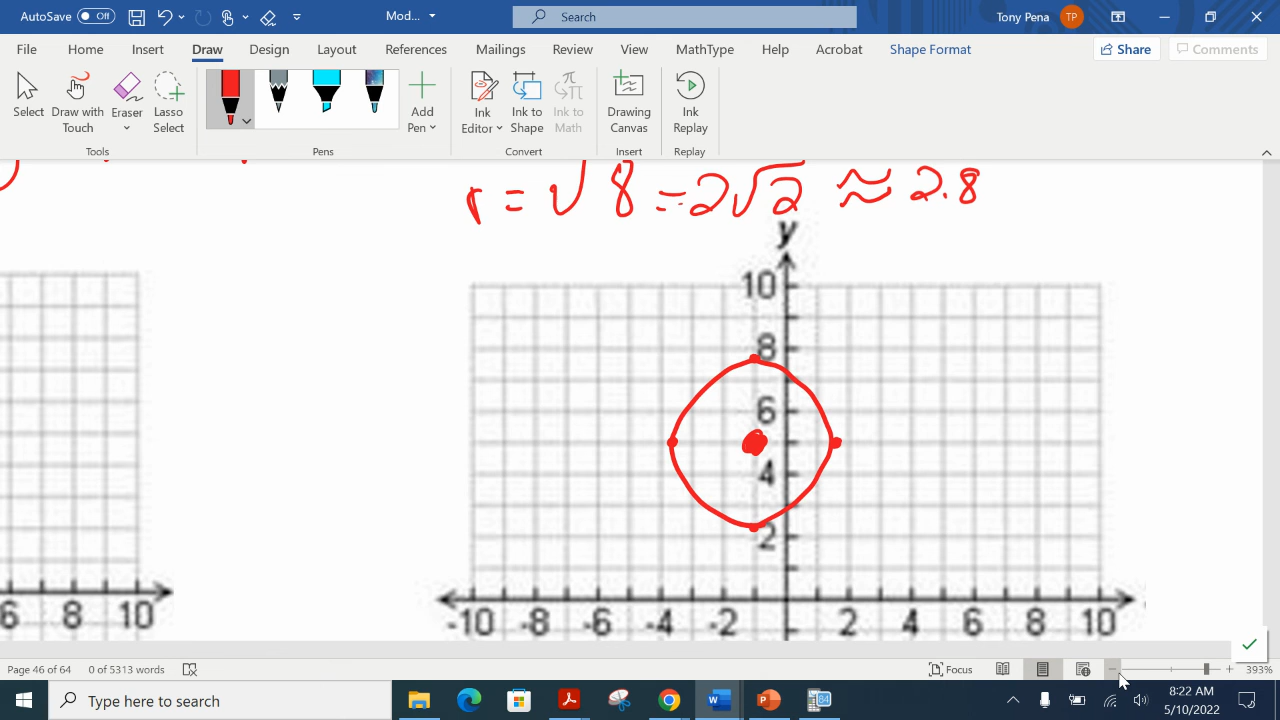 AutoSave Off Mod... Search Tony Pena TP
File Home Insert Draw Design Layout References Mailings Review View MathType Help Acrobat Shape Format Share Comments
Select Draw with Touch Eraser Lasso Select Add Pen Ink Editor Ink to Shape Ink to Math Drawing Canvas Ink Replay
Tools Pens Convert Insert Replay
r = √8 = 2√2 ≈ 2.8
y
10
8
6
4
2
6 8 10
-10 -8 -6 -4 -2 2 4 6 8 10
Page 46 of 64 0 of 5313 words Focus 393%
Type here to search 84 8:22 AM
5/10/2022